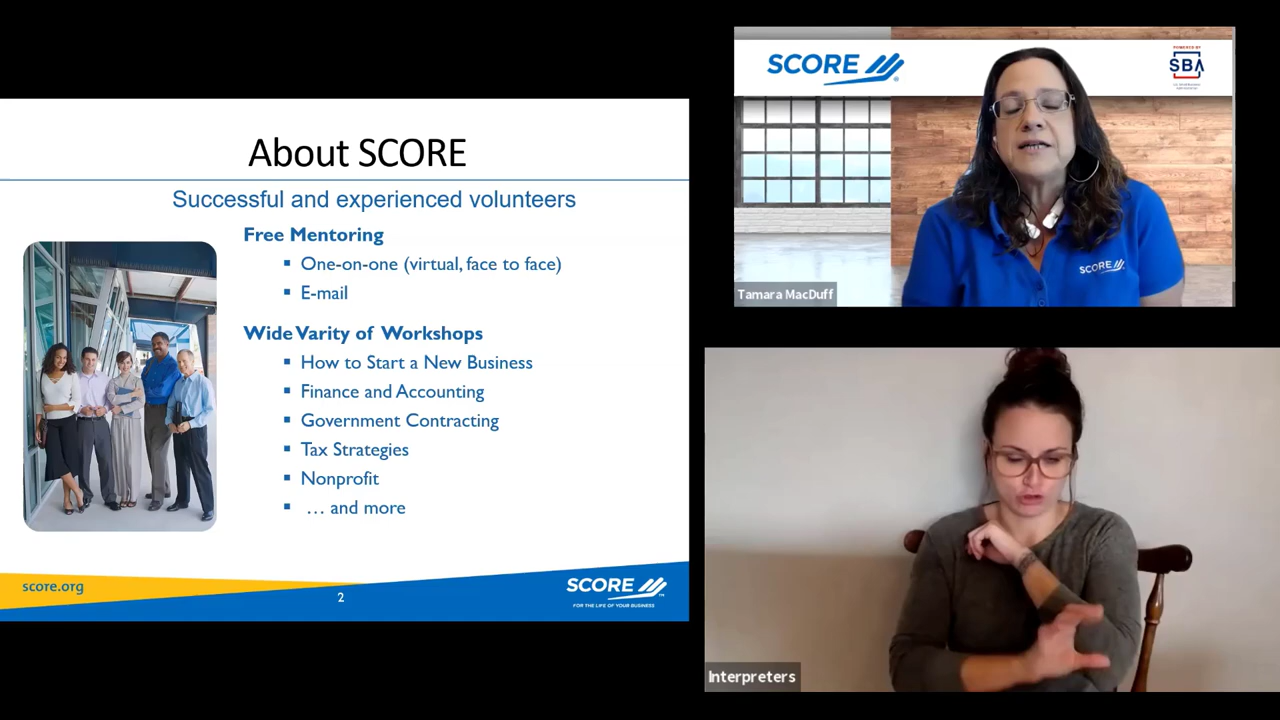 About SCORE
Successful and experienced volunteers
Free Mentoring
▪ One-on-one (virtual, face to face)
▪ E-mail
Wide Varity of Workshops
▪ How to Start a New Business
▪ Finance and Accounting
▪ Government Contracting
▪ Tax Strategies
▪ Nonprofit
▪ … and more
score.org
2
SCORE
FOR THE LIFE OF YOUR BUSINESS
SCORE
POWERED BY
SBA
SCORE
Tamara MacDuff
Interpreters